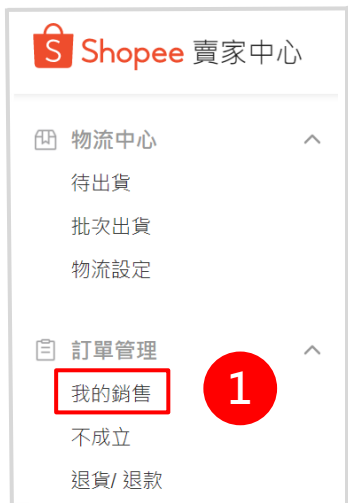 Shopee 賣家中心
物流中心
待出貨
批次出貨
物流設定
訂單管理
我的銷售
1
不成立
退貨/ 退款